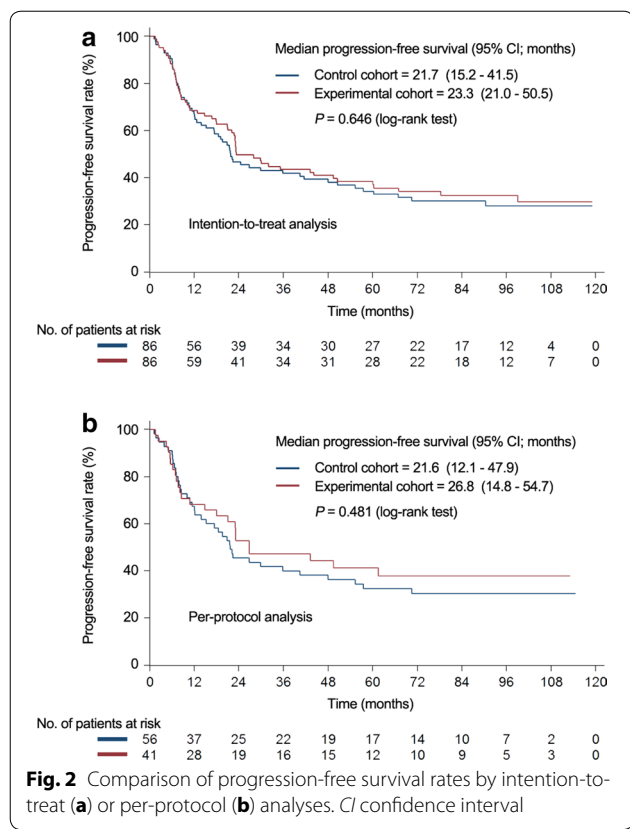 a
Progression-free survival rate (%)
100
80
60
40
20
0
Median progression-free survival (95% CI; months)
Control cohort = 21.7 (15.2 - 41.5)
Experimental cohort = 23.3 (21.0 - 50.5)
P = 0.646 (log-rank test)
Intention-to-treat analysis
0 12 24 36 48 60 72 84 96 108 120
Time (months)
No. of patients at risk
86 56 39 34 30 27 22 17 12 4 0
86 59 41 34 31 28 22 18 12 7 0
b
Progression-free survival rate (%)
100
80
60
40
20
0
Median progression-free survival (95% CI; months)
Control cohort = 21.6 (12.1 - 47.9)
Experimental cohort = 26.8 (14.8 - 54.7)
P = 0.481 (log-rank test)
Per-protocol analysis
0 12 24 36 48 60 72 84 96 108 120
Time (months)
No. of patients at risk
56 37 25 22 19 17 14 10 7 2 0
41 28 19 16 15 12 10 9 5 3 0
Fig. 2 Comparison of progression-free survival rates by intention-to-
treat (a) or per-protocol (b) analyses. CI confidence interval